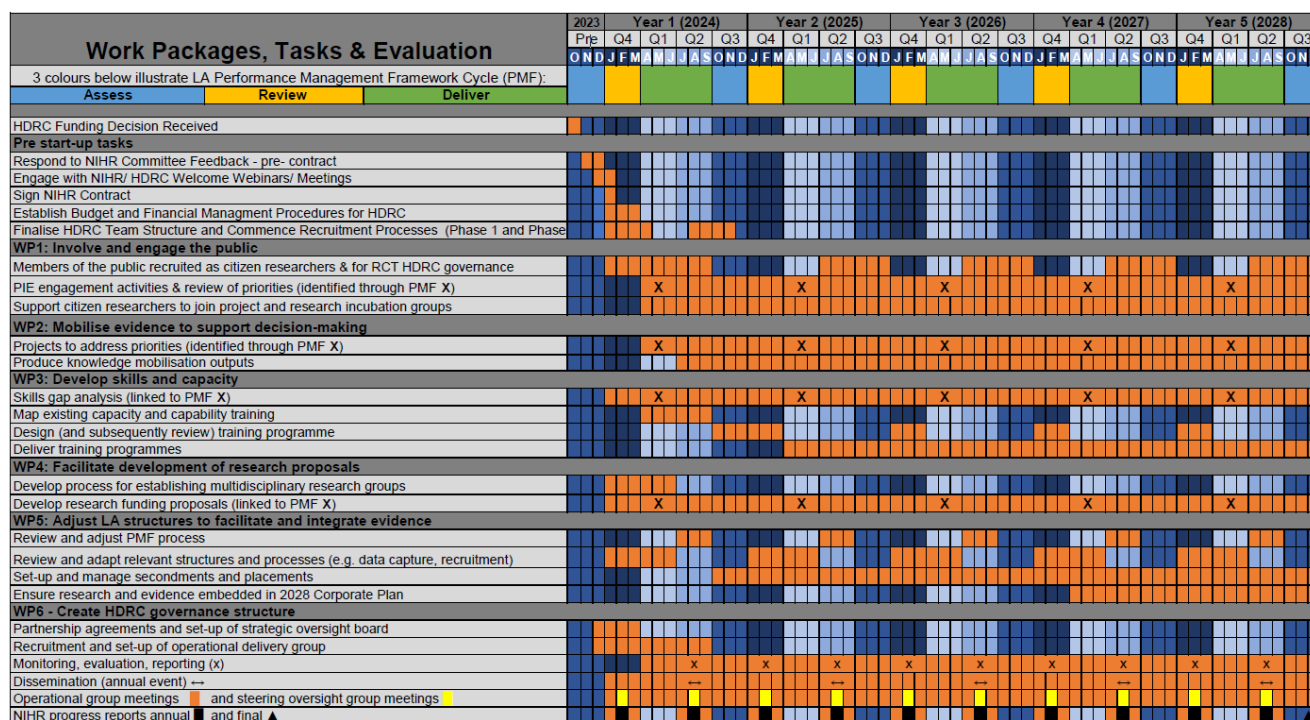 2023 Year 1 (2024) Year 2 (2025) Year 3 (2026) Year 4 (2027) Year 5 (2028)
Work Packages, Tasks & Evaluation
Pre Q4 Q1 Q2 Q3 Q4 Q1 Q2 Q3 Q4 Q1 Q2 Q3 Q4 Q1 Q2 Q3 Q4 Q1 Q2 Q3
O N D J F M A M J J A S O N D J F M A M J J A S O N D J F M A M J J A S O N D J F M A M J J A S O N D J F M A M J J A S O N
3 colours below illustrate LA Performance Management Framework Cycle (PMF):
Assess Review Deliver
HDRC Funding Decision Received
Pre start-up tasks
Respond to NIHR Committee Feedback - pre- contract
Engage with NIHR/ HDRC Welcome Webinars/ Meetings
Sign NIHR Contract
Establish Budget and Financial Managment Procedures for HDRC
Finalise HDRC Team Structure and Commence Recruitment Processes (Phase 1 and Phase
WP1: Involve and engage the public
Members of the public recruited as citizen researchers & for RCT HDRC governance
PIE engagement activities & review of priorities (identified through PMF X) X X X X X
Support citizen researchers to join project and research incubation groups
WP2: Mobilise evidence to support decision-making
Projects to address priorities (identified through PMF X) X X X X X
Produce knowledge mobilisation outputs
WP3: Develop skills and capacity
Skills gap analysis (linked to PMF X) X X X X X
Map existing capacity and capability training
Design (and subsequently review) training programme
Deliver training programmes
WP4: Facilitate development of research proposals
Develop process for establishing multidisciplinary research groups
Develop research funding proposals (linked to PMF X) X X X X X
WP5: Adjust LA structures to facilitate and integrate evidence
Review and adjust PMF process
Review and adapt relevant structures and processes (e.g. data capture, recruitment)
Set-up and manage secondments and placements
Ensure research and evidence embedded in 2028 Corporate Plan
WP6 - Create HDRC governance structure
Partnership agreements and set-up of strategic oversight board
Recruitment and set-up of operational delivery group
Monitoring, evaluation, reporting (x) x x x x x x x x x
Dissemination (annual event) ↔ ↔ ↔ ↔ ↔ ↔
Operational group meetings and steering oversight group meetings
NIHR progress reports annual and final ▲